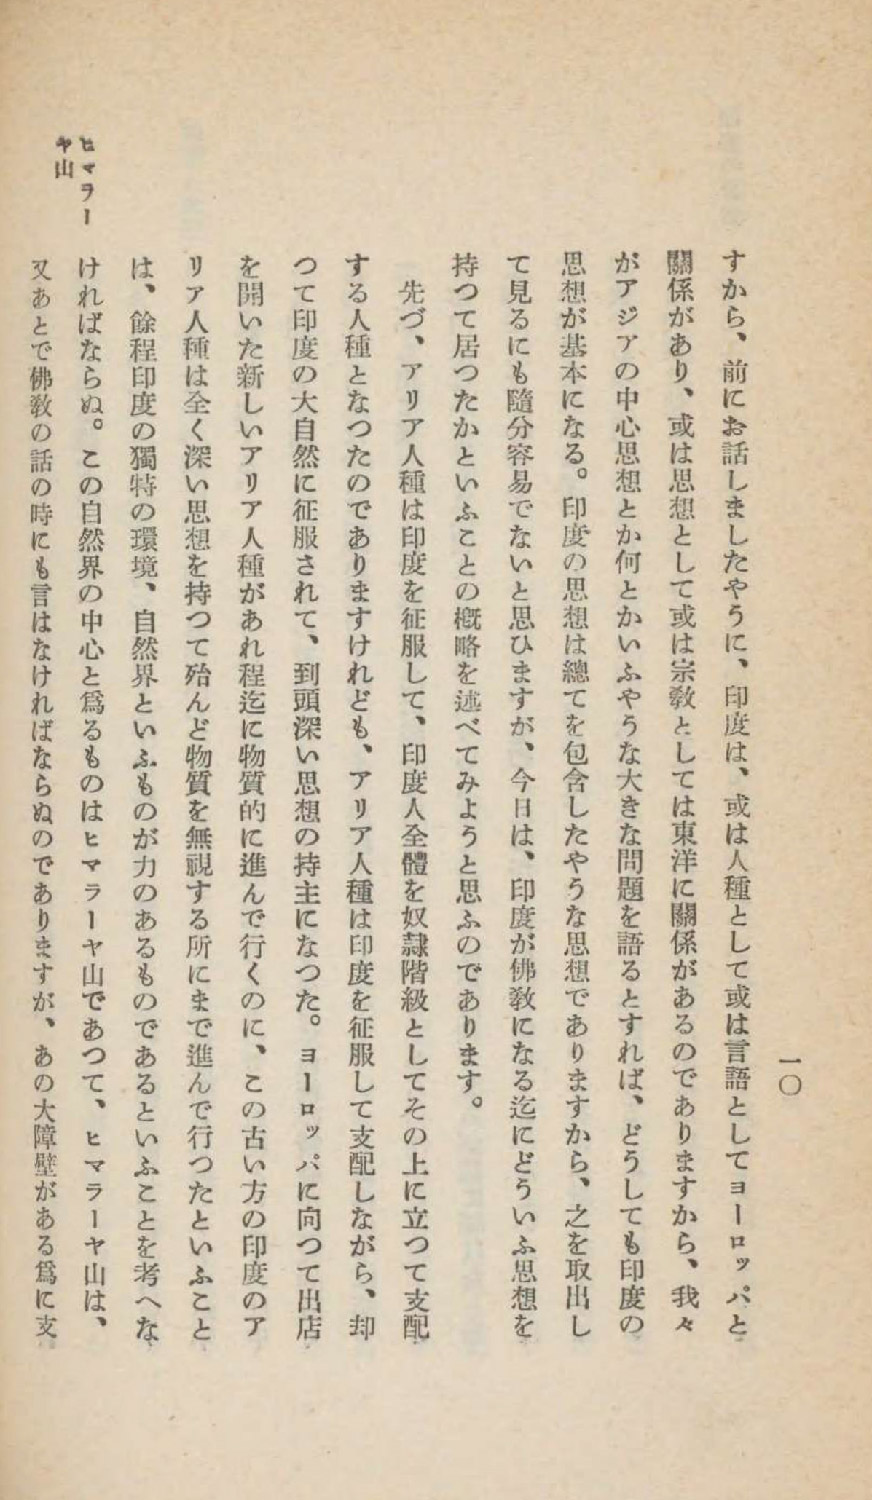 一〇
すから、前にお話しましたやうに、印度は、或は人種として或は言語としてヨーロッパと
關係があり、或は思想として或は宗教としては東洋に關係があるのでありますから、我々
がアジアの中心思想とか何とかいふやうな大きな問題を語るとすれば、どうしても印度の
思想が基本になる。印度の思想は總てを包含したやうな思想でありますから、之を取出し
て見るにも隨分容易でないと思ひますが、今日は、印度が佛教になる迄にどういふ思想を
持つて居つたかといふことの槪略を述べてみようと思ふのであります。
先づ、アリア人種は印度を征服して、印度人全體を奴隷階級としてその上に立つて支配
する人種となつたのでありますけれども、アリア人種は印度を征服して支配しながら、却
つて印度の大自然に征服されて、到頭深い思想の持主になつた。ヨーロッパに向つて出店
を開いた新しいアリア人種があれ程迄に物質的に進んで行くのに、この古い方の印度のア
リア人種は全く深い思想を持つて殆んど物質を無視する所にまで進んで行つたといふこと
は、餘程印度の獨特の環境、自然界といふものが力のあるものであるといふことを考へな
ヒマラー
ヤ山
ければならぬ。この自然界の中心と爲るものはヒマラーヤ山であつて、ヒマラーヤ山は、
又あとで佛教の話の時にも言はなければならぬのでありますが、あの大障壁がある爲に支